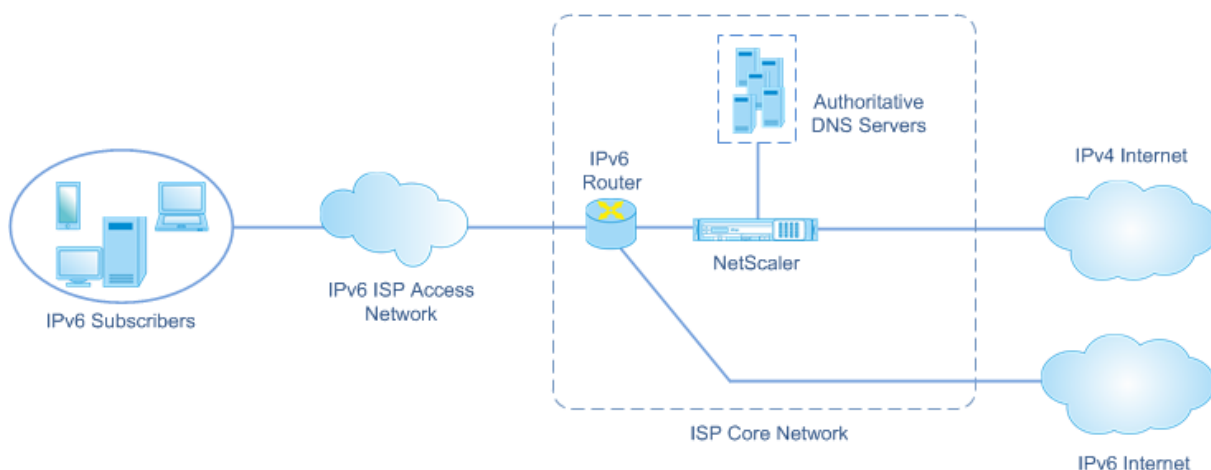 Authoritative
DNS Servers
IPv6
Router
IPv4 Internet
NetScaler
IPv6 ISP Access
Network
IPv6 Subscribers
ISP Core Network
IPv6 Internet